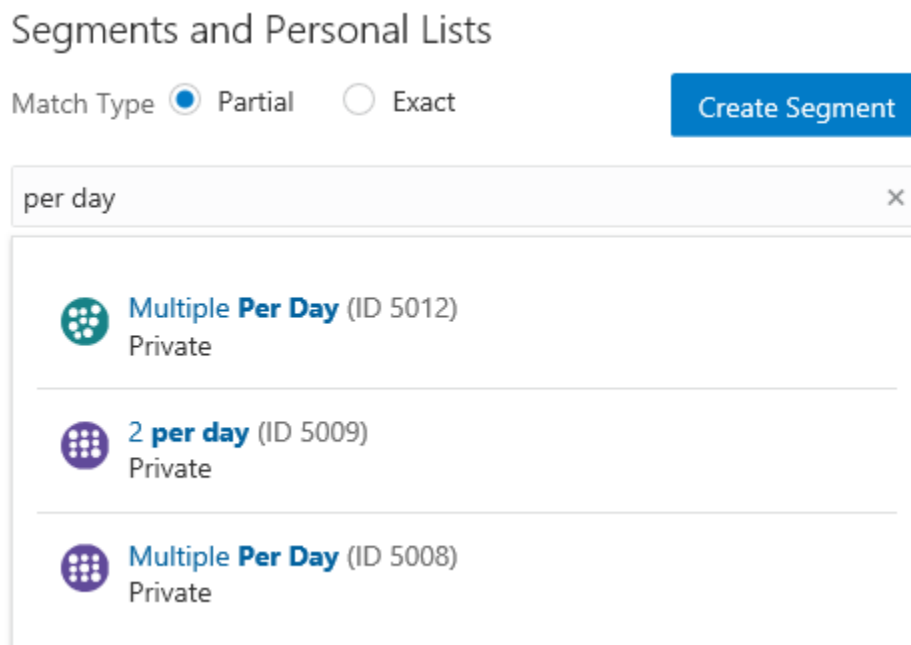 Segments and Personal Lists
Match Type Partial Exact
Create Segment
per day ×
Multiple Per Day (ID 5012)
Private
2 per day (ID 5009)
Private
Multiple Per Day (ID 5008)
Private